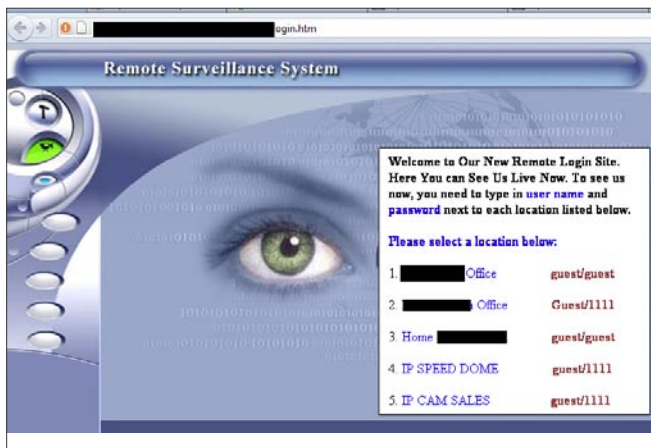 ogin.htm
Remote Surveillance System
Welcome to Our New Remote Login Site.
Here You can See Us Live Now. To see us
now, you need to type in user name and
password next to each location listed below.
Please select a location below:
1. Office guest/guest
2. Office Guest/1111
3. Home guest/guest
4. IP SPEED DOME guest/1111
5. IP CAM SALES guest/1111